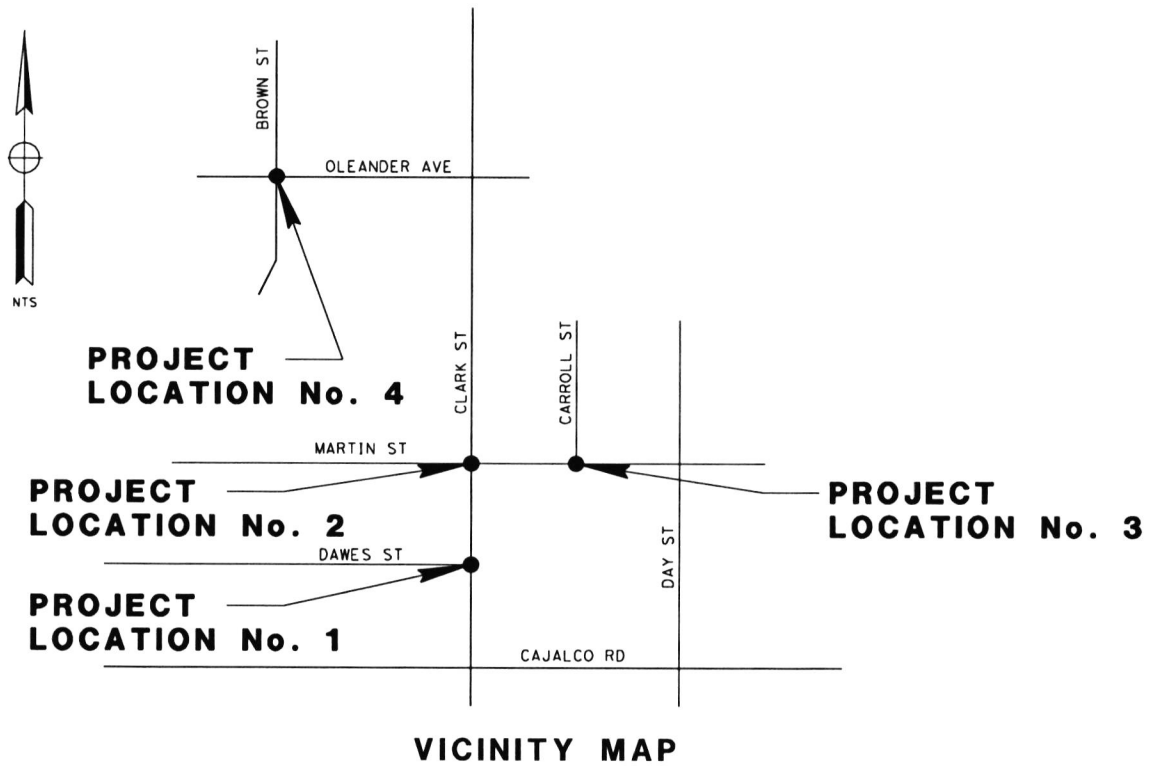 BROWN ST
OLEANDER AVE
NTS
PROJECT
LOCATION No. 4
CLARK ST
CARROLL ST
MARTIN ST
PROJECT
LOCATION No. 2
PROJECT
LOCATION No. 3
DAWES ST
DAY ST
PROJECT
LOCATION No. 1
CAJALCO RD
VICINITY MAP